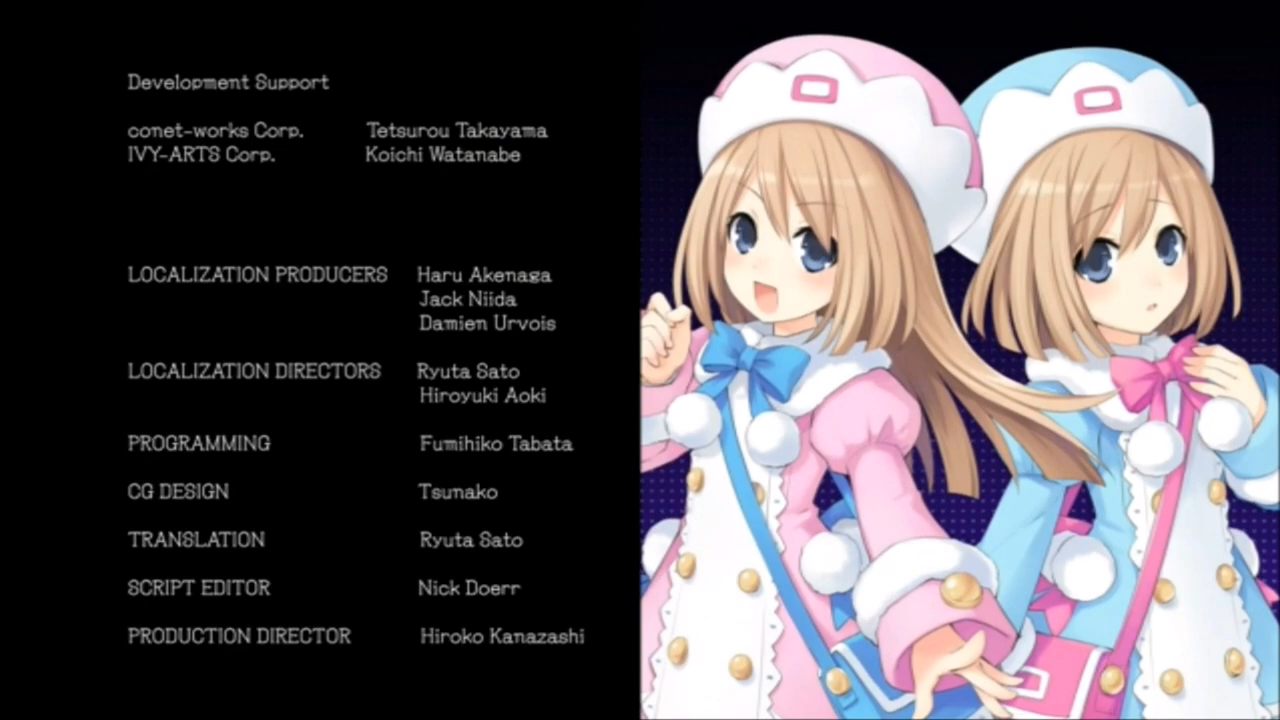 Development Support
conet-works Corp. Tetsurou Takayama
IVY-ARTS Corp. Koichi Watanabe
LOCALIZATION PRODUCERS Haru Akenaga
Jack Niida
Damien Urvois
LOCALIZATION DIRECTORS Ryuta Sato
Hiroyuki Aoki
PROGRAMMING Fumihiko Tabata
CG DESIGN Tsunako
TRANSLATION Ryuta Sato
SCRIPT EDITOR Nick Doerr
PRODUCTION DIRECTOR Hiroko Kanazashi